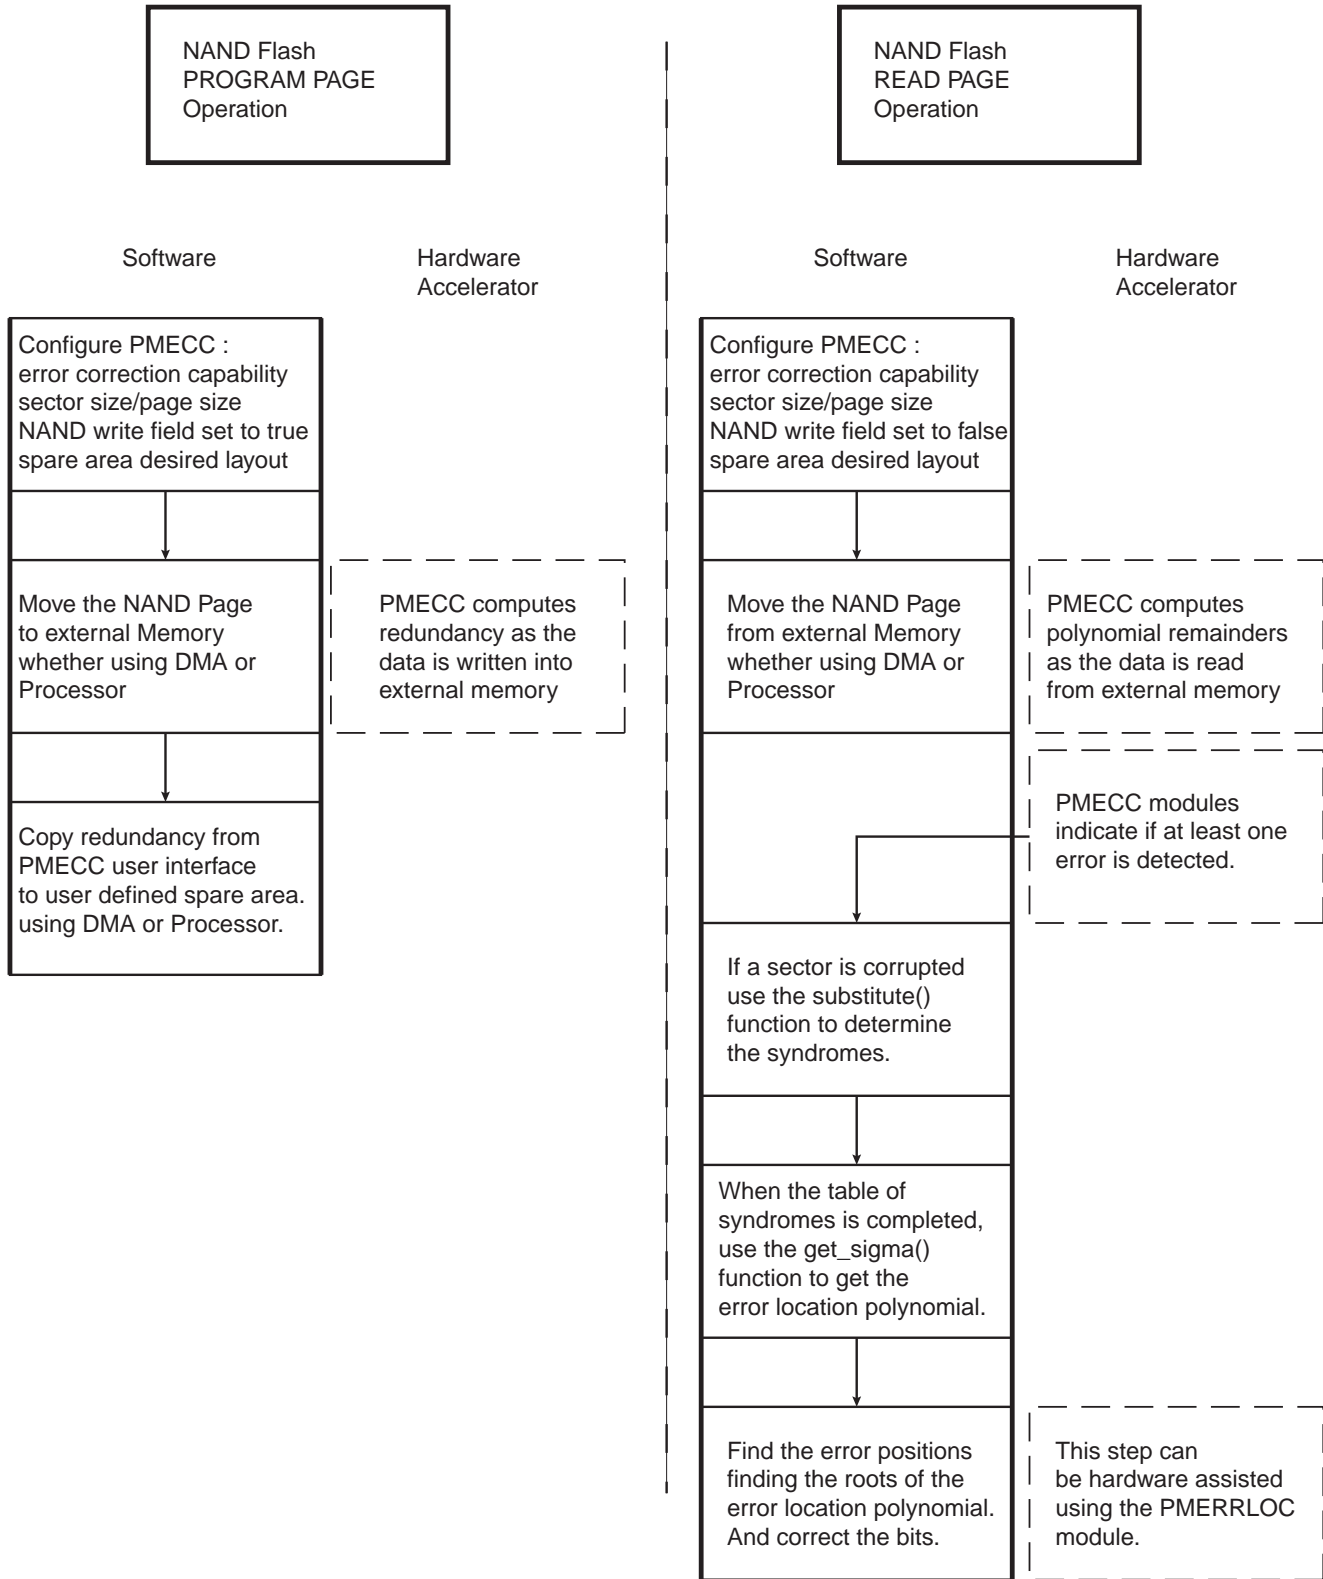 NAND Flash
PROGRAM PAGE
Operation
Software
Hardware
Accelerator
Configure PMECC :
error correction capability
sector size/page size
NAND write field set to true
spare area desired layout
Move the NAND Page
to external Memory
whether using DMA or
Processor
PMECC computes
redundancy as the
data is written into
external memory
Copy redundancy from
PMECC user interface
to user defined spare area.
using DMA or Processor.
NAND Flash
READ PAGE
Operation
Software
Hardware
Accelerator
Configure PMECC :
error correction capability
sector size/page size
NAND write field set to false
spare area desired layout
Move the NAND Page
from external Memory
whether using DMA or
Processor
PMECC computes
polynomial remainders
as the data is read
from external memory
PMECC modules
indicate if at least one
error is detected.
If a sector is corrupted
use the substitute()
function to determine
the syndromes.
When the table of
syndromes is completed,
use the get_sigma()
function to get the
error location polynomial.
Find the error positions
finding the roots of the
error location polynomial.
And correct the bits.
This step can
be hardware assisted
using the PMERRLOC
module.